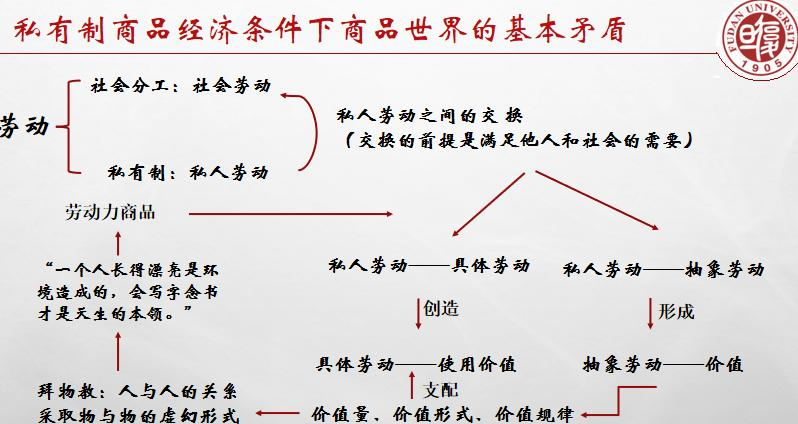 私有制商品经济条件下商品世界的基本矛盾
FUDAN UNIVERSITY
1905
社会分工：社会劳动
劳动
私有制：私人劳动
私人劳动之间的交 换
（交换的前提是满足他人和社会的需要）
劳动力商品
“一个人长得漂亮是环
境造成的，会写字念书
才是天生的本领。”
私人劳动——具体劳动
私人劳动——抽象劳动
创造
形成
具体劳动——使用价值
抽象劳动——价值
支配
拜物教：人与人的关系
采取物与物的虚幻形式
价值量、价值形式、价值规律